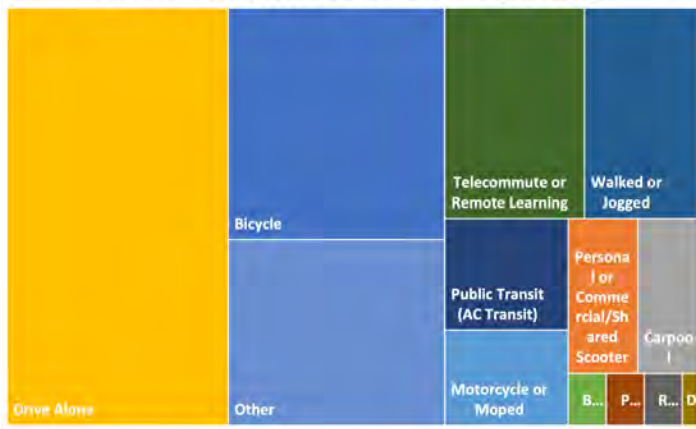 Drive Alone
Bicycle
Other
Telecommute or
Remote Learning
Walked or
Jogged
Public Transit
(AC Transit)
Motorcycle or
Moped
Persona
l or
Comme
rcial/Sh
ared
Scooter
Carpoo
l
B...
P...
R...
D